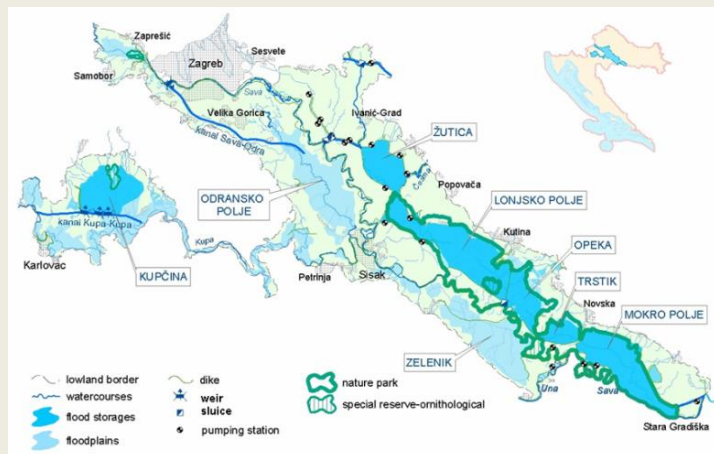 Zaprešić
Sesvete
Zagreb
Samobor
Sava
Ivanić-Grad
Velika Gorica
kanal Sava-Odra
ŽUTICA
Česma
Popovača
ODRANSKO
POLJE
LONJSKO POLJE
kanal Kupa-Kupa
Kutina
OPEKA
Kupa
Karlovac
KUPČINA
Petrinja
Sisak
TRSTIK
Novska
MOKRO POLJE
ZELENIK
Una
Sava
Stara Gradiška
lowland border
watercourses
flood storages
floodplains
dike
weir
sluice
pumping station
nature park
special reserve-ornithological